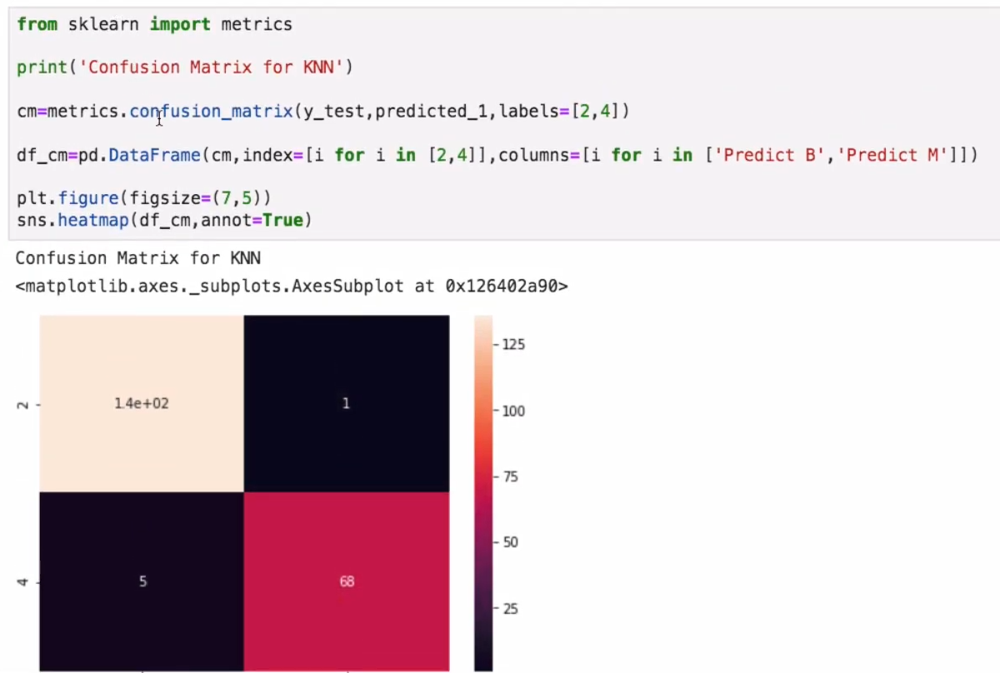 from sklearn import metrics
print('Confusion Matrix for KNN')
cm=metrics.confusion_matrix(y_test,predicted_1,labels=[2,4])
df_cm=pd.DataFrame(cm,index=[i for i in [2,4]],columns=[i for i in ['Predict B','Predict M']])
plt.figure(figsize=(7,5))
sns.heatmap(df_cm,annot=True)
Confusion Matrix for KNN
<matplotlib.axes._subplots.AxesSubplot at 0x126402a90>
125
2
1.4e+02
1
100
75
50
4
5
68
25